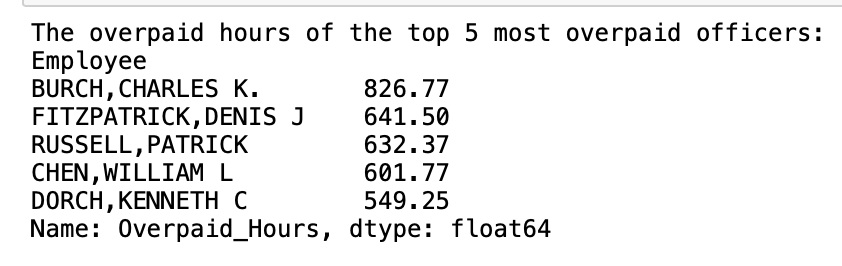 The overpaid hours of the top 5 most overpaid officers:
Employee
BURCH,CHARLES K.       826.77
FITZPATRICK,DENIS J    641.50
RUSSELL,PATRICK        632.37
CHEN,WILLIAM L         601.77
DORCH,KENNETH C        549.25
Name: Overpaid_Hours, dtype: float64